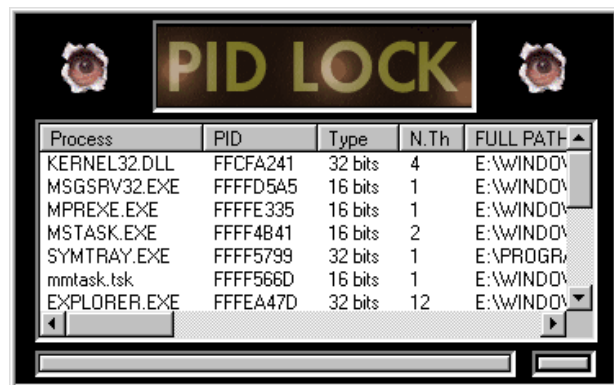 PID LOCK
Process PID Type N.Th FULL PATH
KERNEL32.DLL FFCFA241 32 bits 4 E:\WINDOW
MSGSRV32.EXE FFFFD5A5 16 bits 1 E:\WINDOW
MPREXE.EXE FFFFE335 16 bits 1 E:\WINDOW
MSTASK.EXE FFFF4B41 16 bits 2 E:\WINDOW
SYMTRAY.EXE FFFF5799 32 bits 1 E:\PROGRA
mmtask.tsk FFFF566D 16 bits 1 E:\WINDOW
EXPLORER.EXE FFFEA47D 32 bits 12 E:\WINDOW